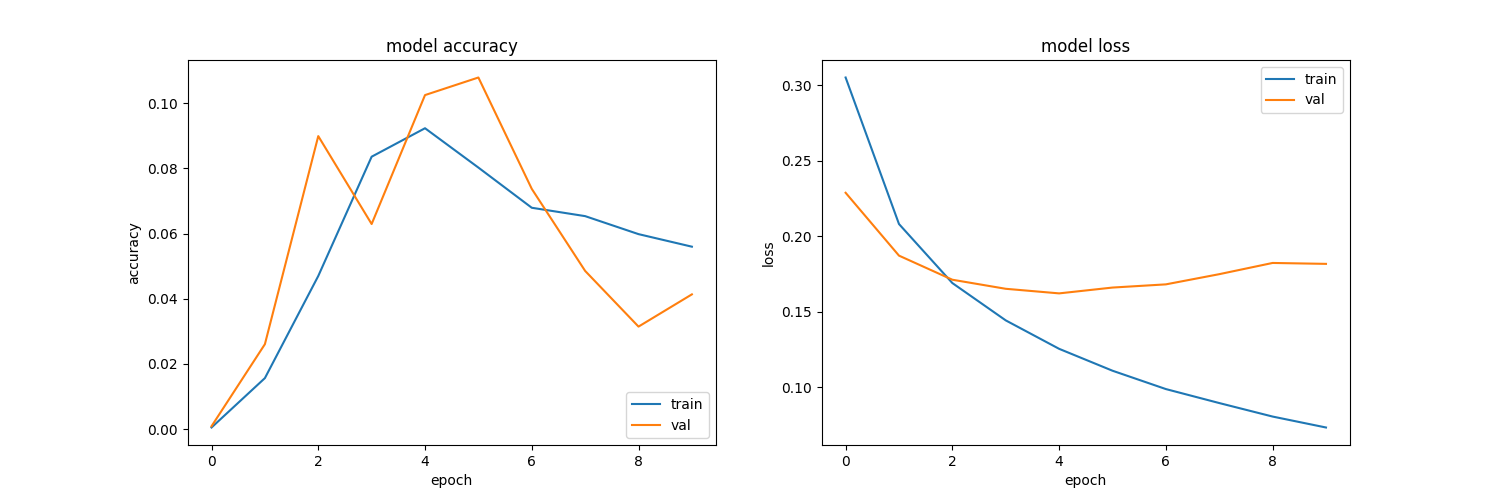 model accuracy
accuracy
0.10
0.08
0.06
0.04
0.02
0.00
0 2 4 6 8
epoch
train
val
model loss
loss
0.30
0.25
0.20
0.15
0.10
0 2 4 6 8
epoch
train
val